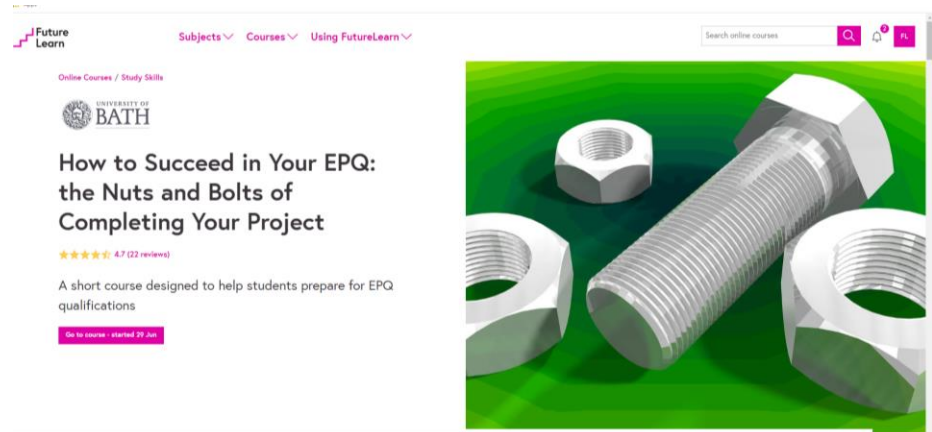 Future
Learn
Subjects Courses Using FutureLearn
Search online courses
2
FL
Online Courses / Study Skills
UNIVERSITY OF
BATH
How to Succeed in Your EPQ:
the Nuts and Bolts of
Completing Your Project
4.7 (22 reviews)
A short course designed to help students prepare for EPQ
qualifications
Go to course - started 29 Jun